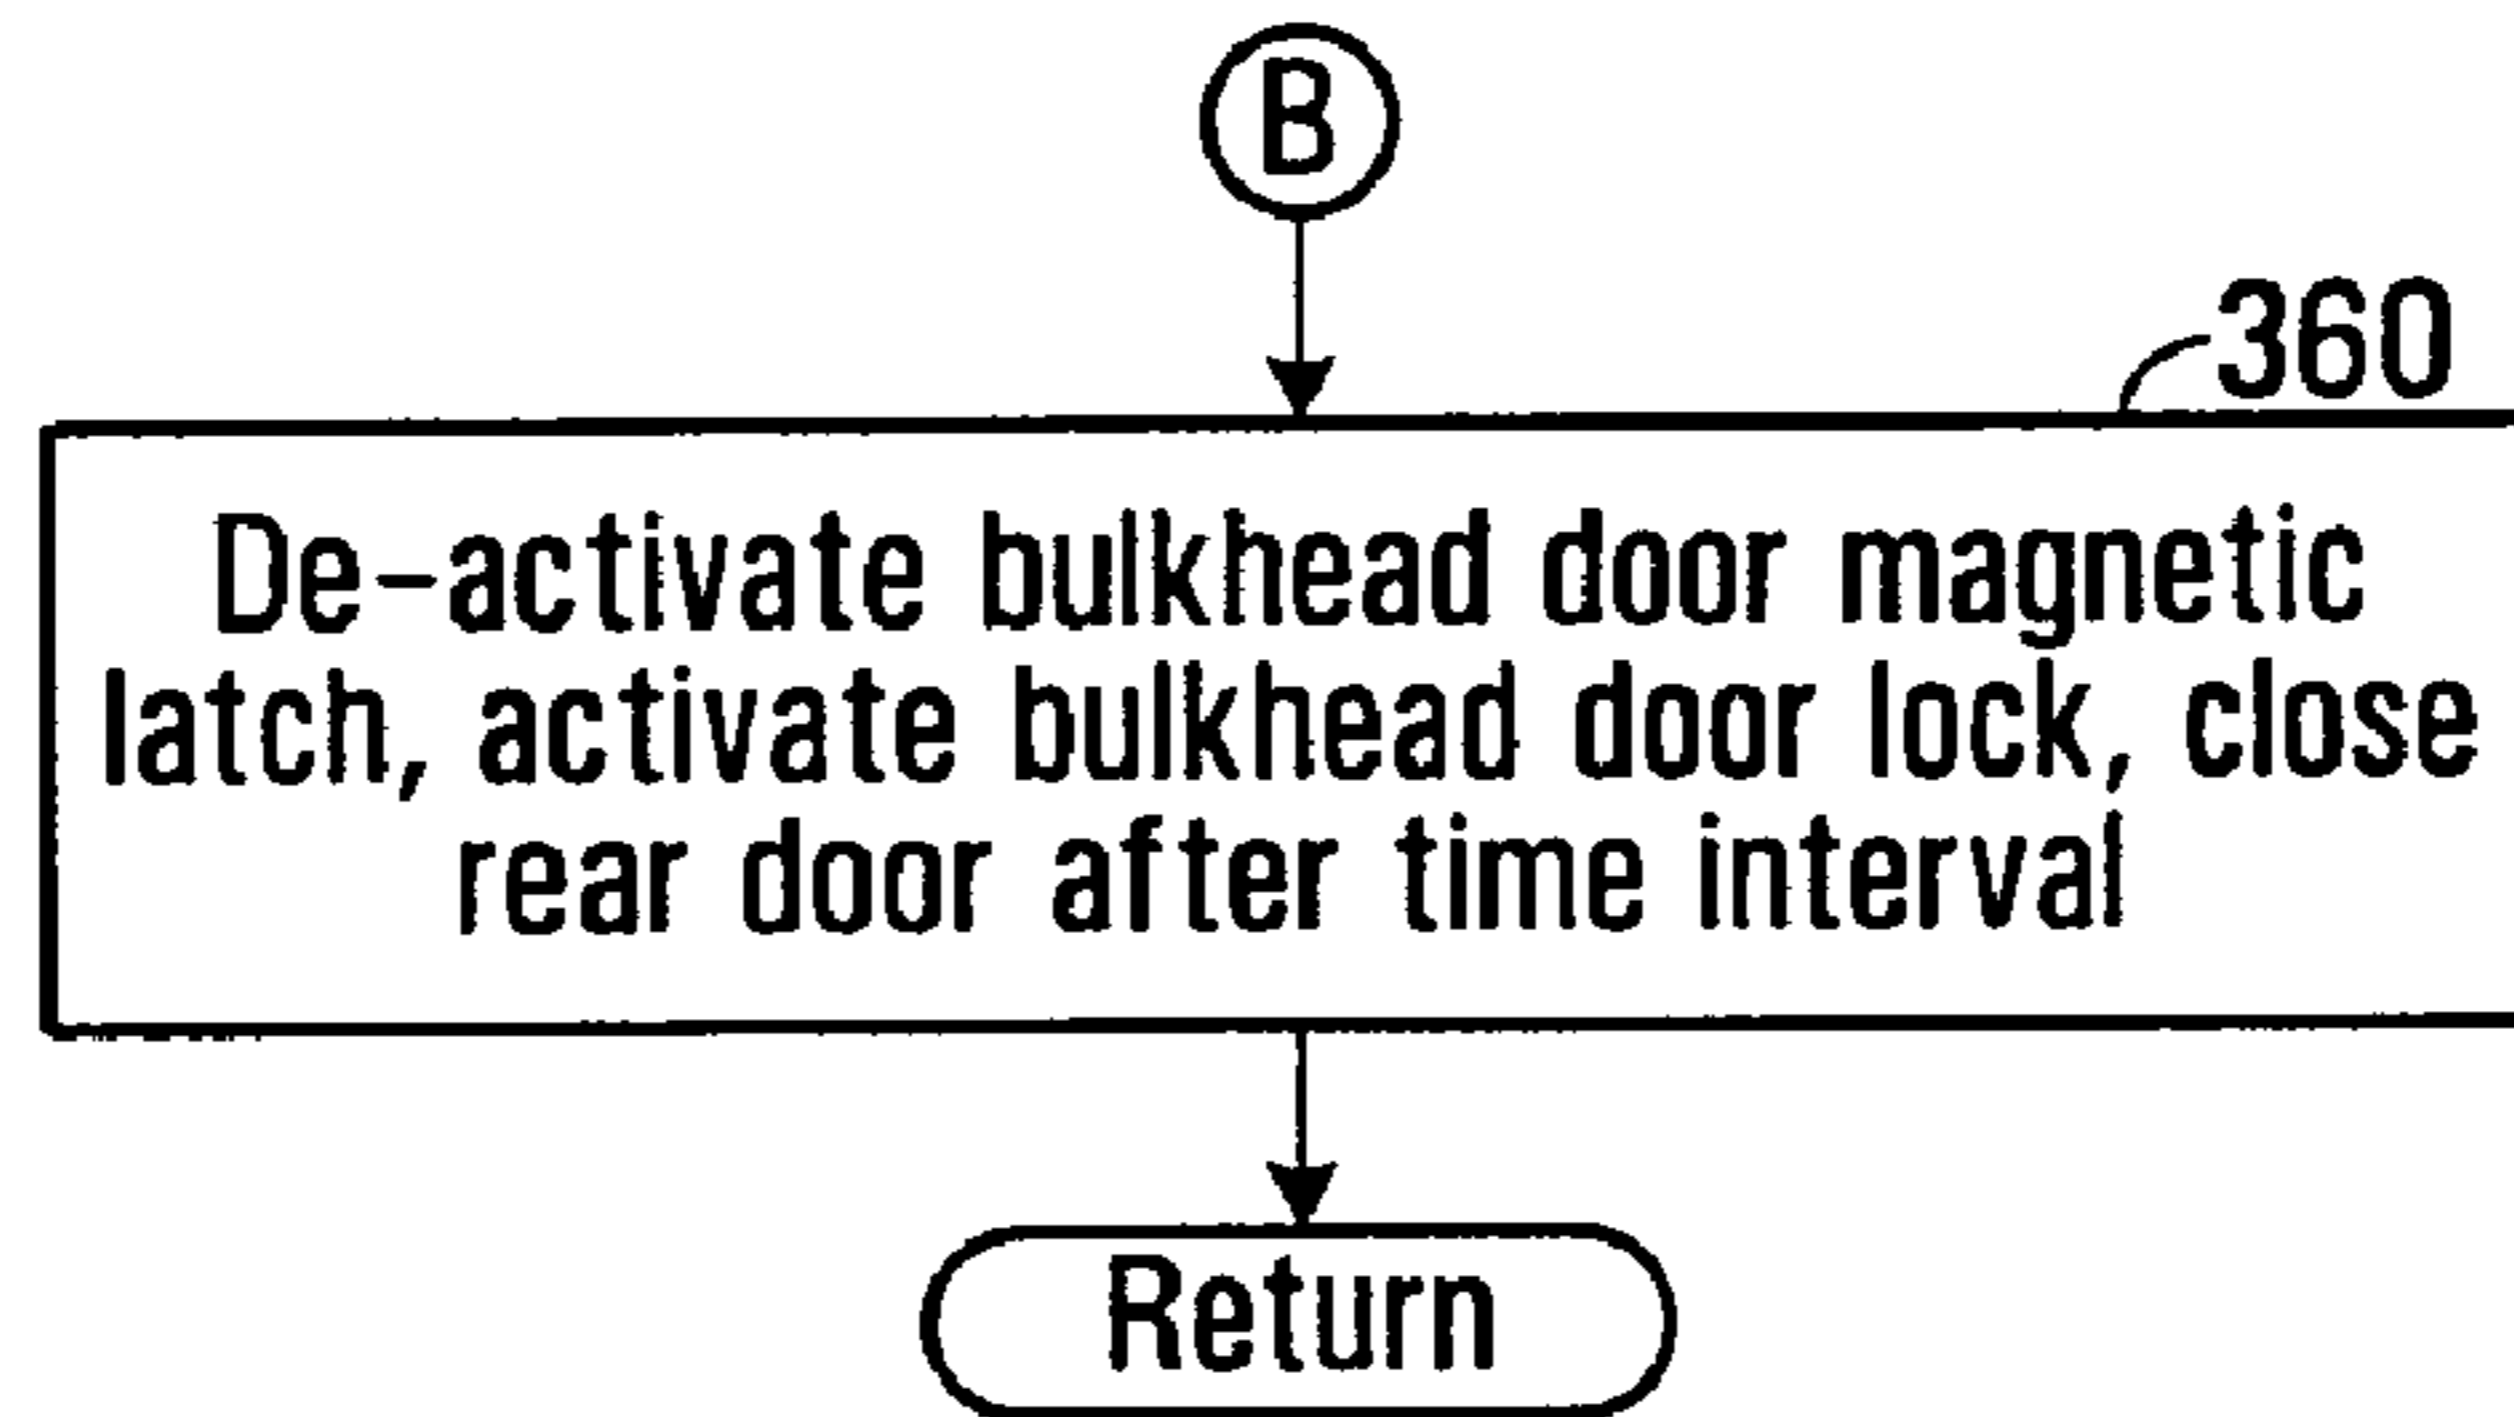 B
360
De-activate bulkhead door magnetic
latch, activate bulkhead door lock, close
rear door after time interval
Return